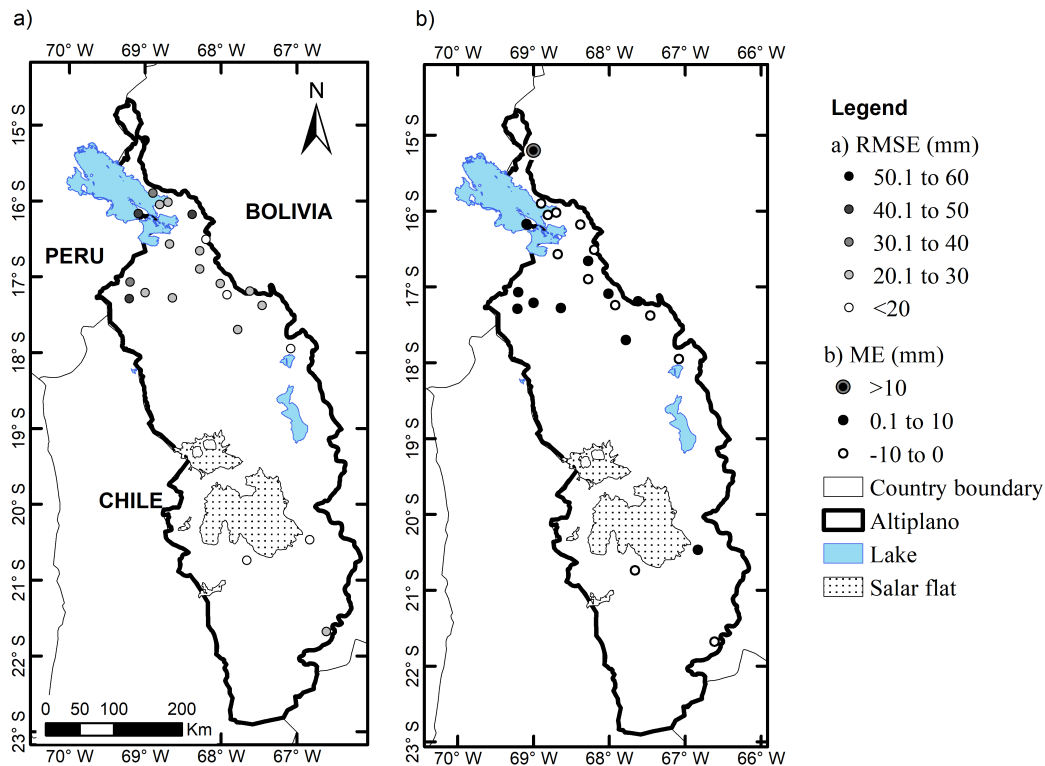 a)
70° W 69° W 68° W 67° W
15° S
16° S
17° S
18° S
19° S
20° S
21° S
22° S
23° S
N
BOLIVIA
PERU
CHILE
0 50 100 200
Km
70° W 69° W 68° W 67° W
b)
70° W 69° W 68° W 67° W 66° W
15° S
16° S
17° S
18° S
19° S
20° S
21° S
22° S
23° S
70° W 69° W 68° W 67° W 66° W
Legend
a) RMSE (mm)
50.1 to 60
40.1 to 50
30.1 to 40
20.1 to 30
<20
b) ME (mm)
>10
0.1 to 10
-10 to 0
Country boundary
Altiplano
Lake
Salar flat